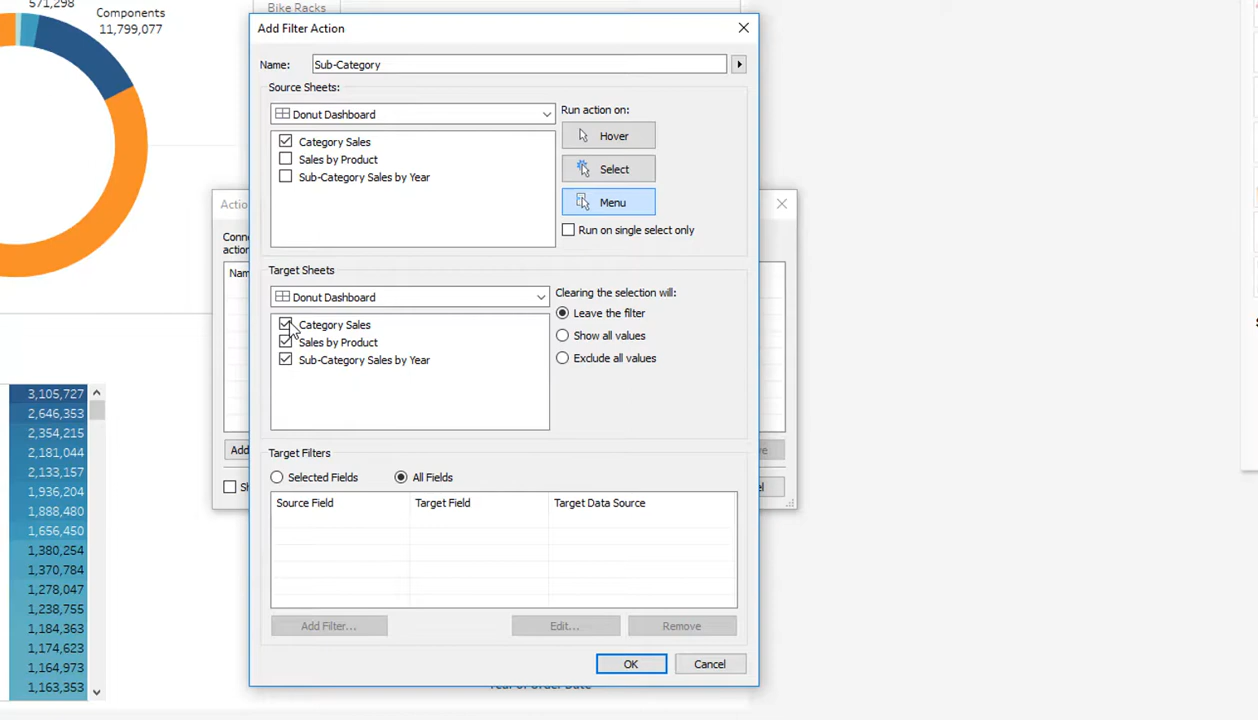 571,298
Components
11,799,077
Bike Racks
Add Filter Action
Name: Sub-Category
Source Sheets:
Donut Dashboard
Category Sales
Sales by Product
Sub-Category Sales by Year
Run action on:
Hover
Select
Menu
Run on single select only
Target Sheets
Donut Dashboard
Category Sales
Sales by Product
Sub-Category Sales by Year
Clearing the selection will:
Leave the filter
Show all values
Exclude all values
Target Filters
Selected Fields All Fields
Source Field Target Field Target Data Source
Add Filter... Edit... Remove
OK Cancel
Actio
Conne
action
Nam
Add
3,105,727
2,646,353
2,354,215
2,181,044
2,133,157
1,936,204
1,888,480
1,656,450
1,380,254
1,370,784
1,278,047
1,238,755
1,184,363
1,174,623
1,164,973
1,163,353